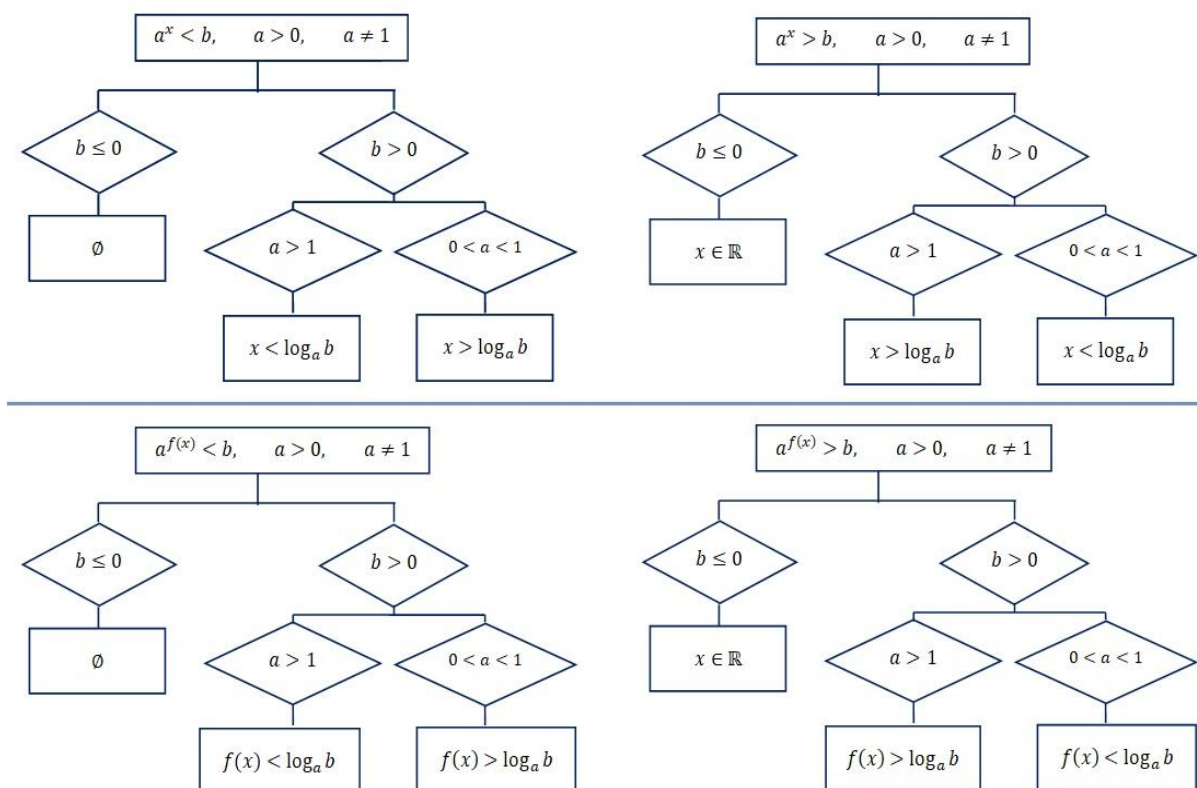 a^x < b,  a > 0,  a ≠ 1
b ≤ 0
b > 0
∅
a > 1
0 < a < 1
x < log_a b
x > log_a b
a^x > b,  a > 0,  a ≠ 1
b ≤ 0
b > 0
x ∈ ℝ
a > 1
0 < a < 1
x > log_a b
x < log_a b
a^{f(x)} < b,  a > 0,  a ≠ 1
b ≤ 0
b > 0
∅
a > 1
0 < a < 1
f(x) < log_a b
f(x) > log_a b
a^{f(x)} > b,  a > 0,  a ≠ 1
b ≤ 0
b > 0
x ∈ ℝ
a > 1
0 < a < 1
f(x) > log_a b
f(x) < log_a b